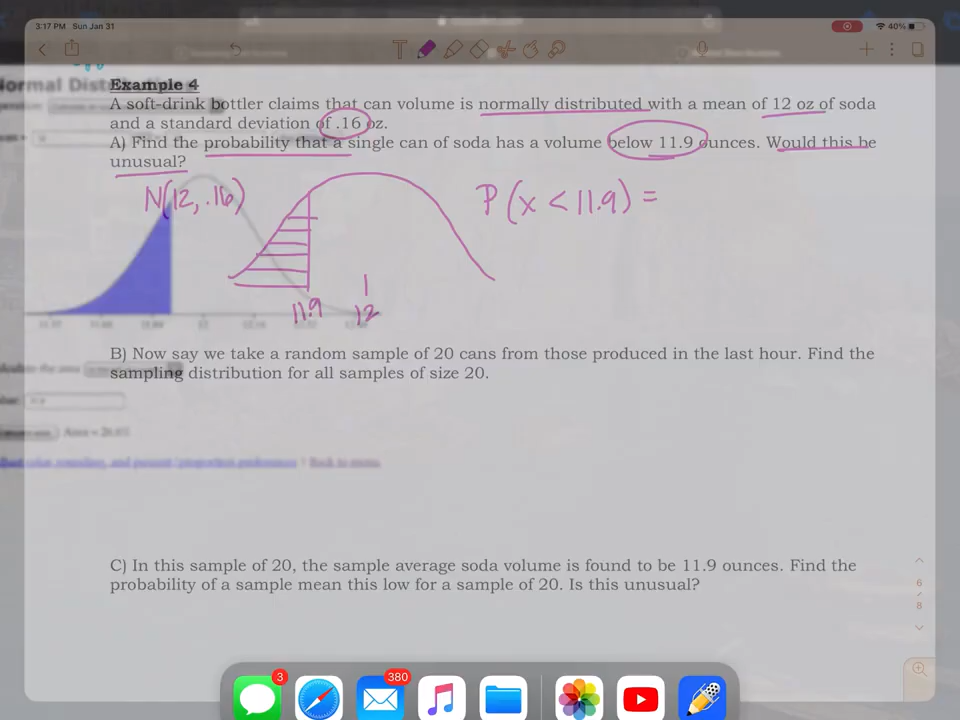 3:17 PM Sun Jan 31
40%
Example 4
A soft-drink bottler claims that can volume is normally distributed with a mean of 12 oz of soda
and a standard deviation of .16 oz.
A) Find the probability that a single can of soda has a volume below 11.9 ounces. Would this be
unusual?
N(12, .16)
P(x < 11.9) =
11.9
12
B) Now say we take a random sample of 20 cans from those produced in the last hour. Find the
sampling distribution for all samples of size 20.
Back to menu
C) In this sample of 20, the sample average soda volume is found to be 11.9 ounces. Find the
probability of a sample mean this low for a sample of 20. Is this unusual?
6
8
3
380